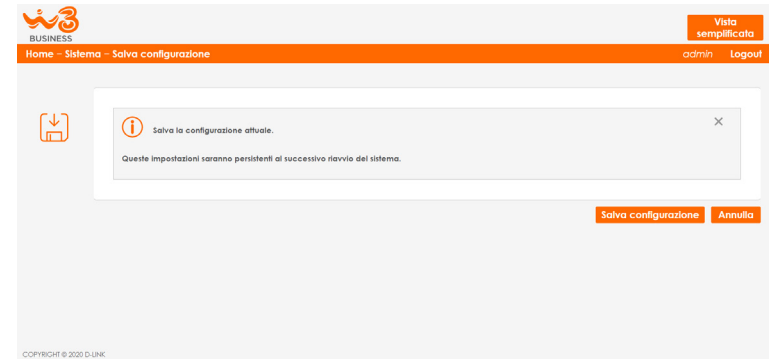 W3
BUSINESS
Vista
semplificata
Home – Sistema – Salva configurazione
admin Logout
Salva la configurazione attuale.
Queste impostazioni saranno persistenti al successivo riavvio del sistema.
Salva configurazione Annulla
COPYRIGHT © 2020 D-LINK